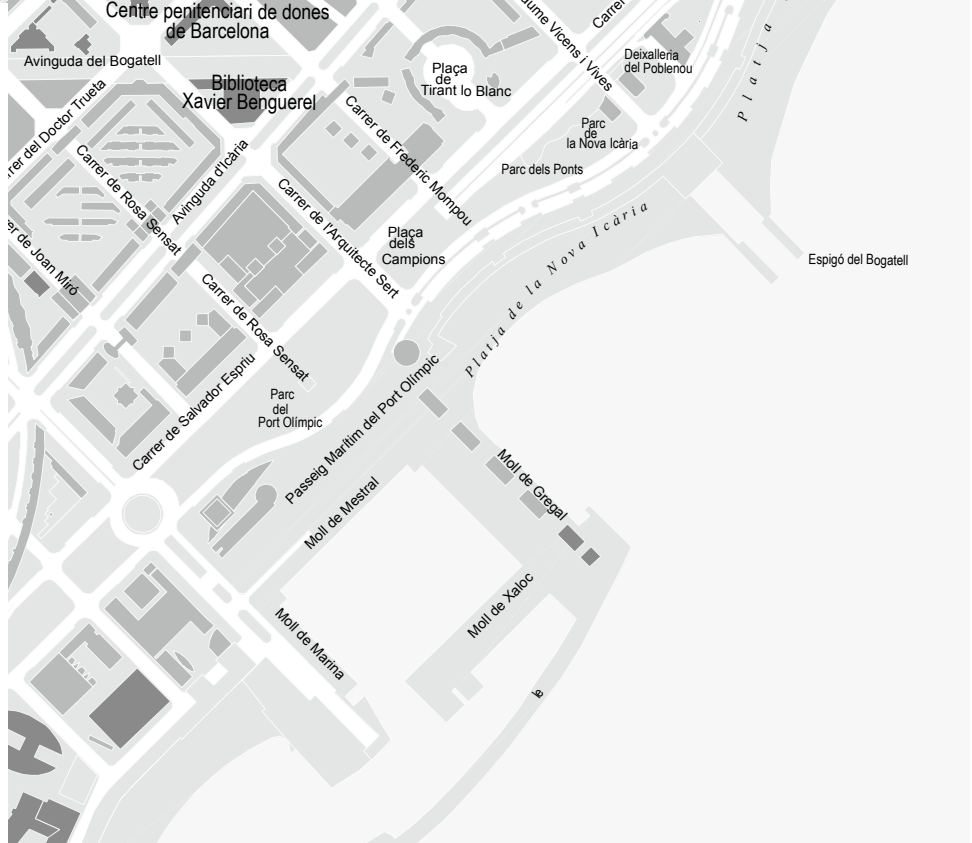 Centre penitenciari de dones
de Barcelona
Avinguda del Bogatell
Biblioteca
Xavier Benguerel
Plaça
de
Tirant lo Blanc
ume Vicens i Vives
Carrer
Deixalleria
del Poblenou
Platja
rer del Doctor Trueta
Carrer de Rosa Sensat
Avinguda d'Icària
Carrer de Frederic Mompou
Parc
de
la Nova Icària
Parc dels Ponts
er de Joan Miró
Carrer de l'Arquitecte Sert
Plaça
dels
Campions
Platja de la Nova Icària
Espigó del Bogatell
Carrer de Rosa Sensat
Carrer de Salvador Espriu
Parc
del
Port Olímpic
Passeig Marítim del Port Olímpic
Moll de Mestral
Moll de Gregal
Moll de Xaloc
Moll de Marina